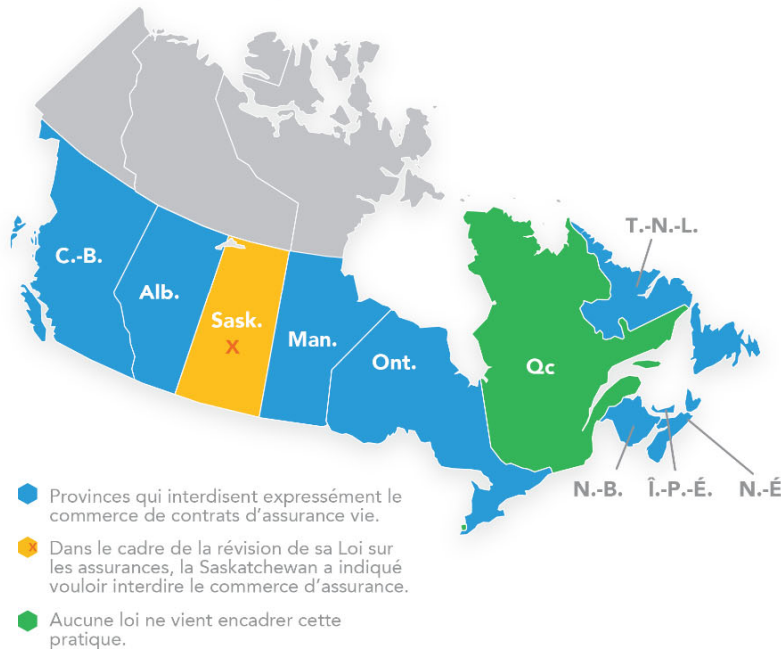 T.-N.-L.
C.-B.
Alb.
Sask.
X
Man.
Ont.
Qc
N.-B.
Î.-P.-É.
N.-É
Provinces qui interdisent expressément le
commerce de contrats d'assurance vie.
X
Dans le cadre de la révision de sa Loi sur
les assurances, la Saskatchewan a indiqué
vouloir interdire le commerce d'assurance.
Aucune loi ne vient encadrer cette
pratique.